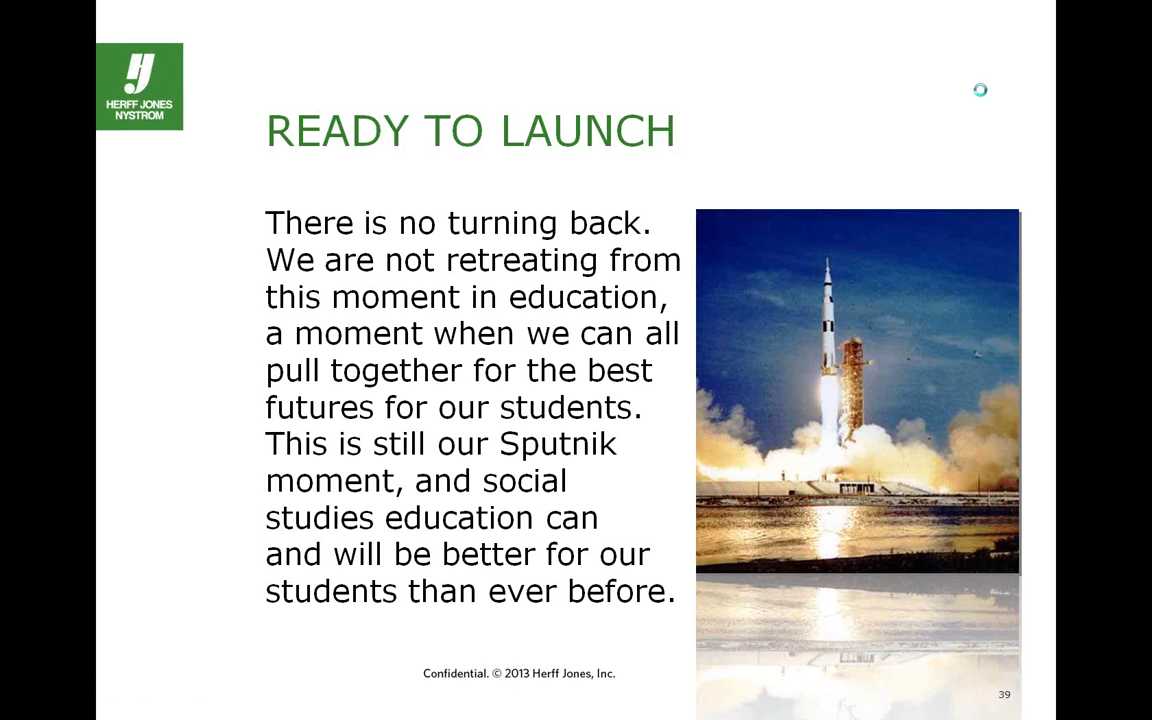 HERFF JONES
NYSTROM
READY TO LAUNCH
There is no turning back.
We are not retreating from
this moment in education,
a moment when we can all
pull together for the best
futures for our students.
This is still our Sputnik
moment, and social
studies education can
and will be better for our
students than ever before.
Confidential. © 2013 Herff Jones, Inc.
39